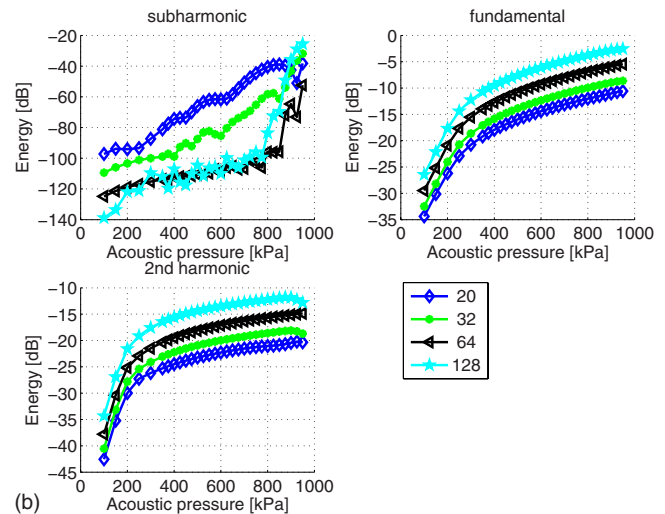 subharmonic
−20
−40
−60
−80
−100
−120
−140
Energy [dB]
0 200 400 600 800 1000
Acoustic pressure [kPa]
fundamental
0
−5
−10
−15
−20
−25
−30
−35
Energy [dB]
0 200 400 600 800 1000
Acoustic pressure [kPa]
2nd harmonic
−10
−15
−20
−25
−30
−35
−40
−45
Energy [dB]
0 200 400 600 800 1000
Acoustic pressure [kPa]
20
32
64
128
(b)